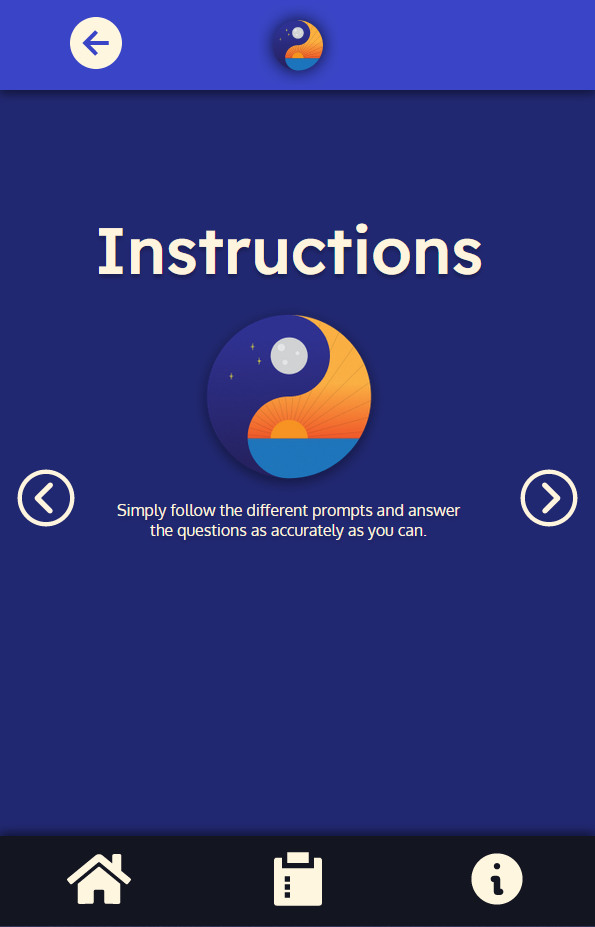 Instructions
Simply follow the different prompts and answer
the questions as accurately as you can.